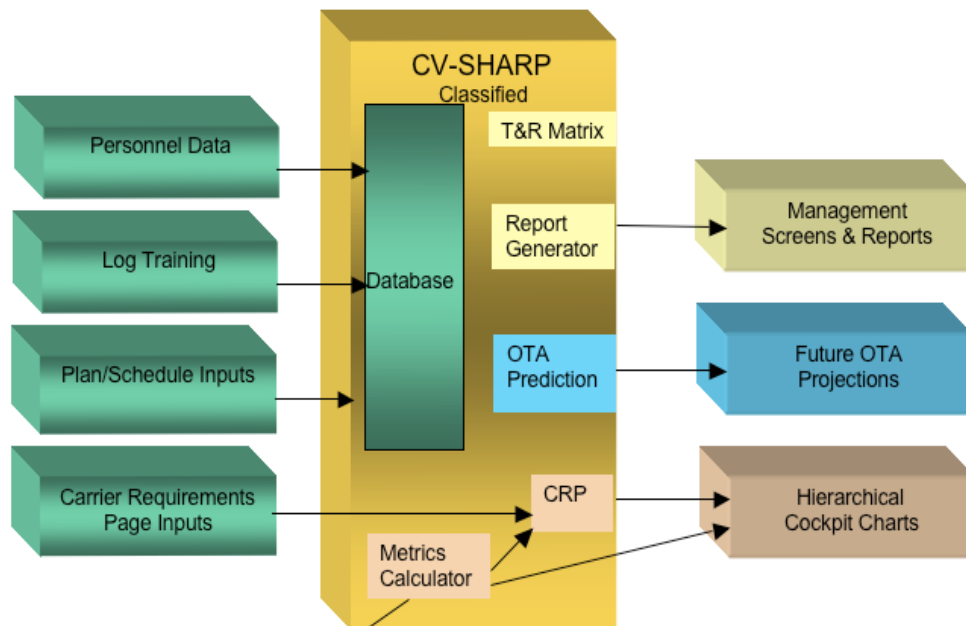 CV-SHARP
Classified
Personnel Data
Log Training
Plan/Schedule Inputs
Carrier Requirements
Page Inputs
Database
T&R Matrix
Report
Generator
OTA
Prediction
CRP
Metrics
Calculator
Management
Screens & Reports
Future OTA
Projections
Hierarchical
Cockpit Charts